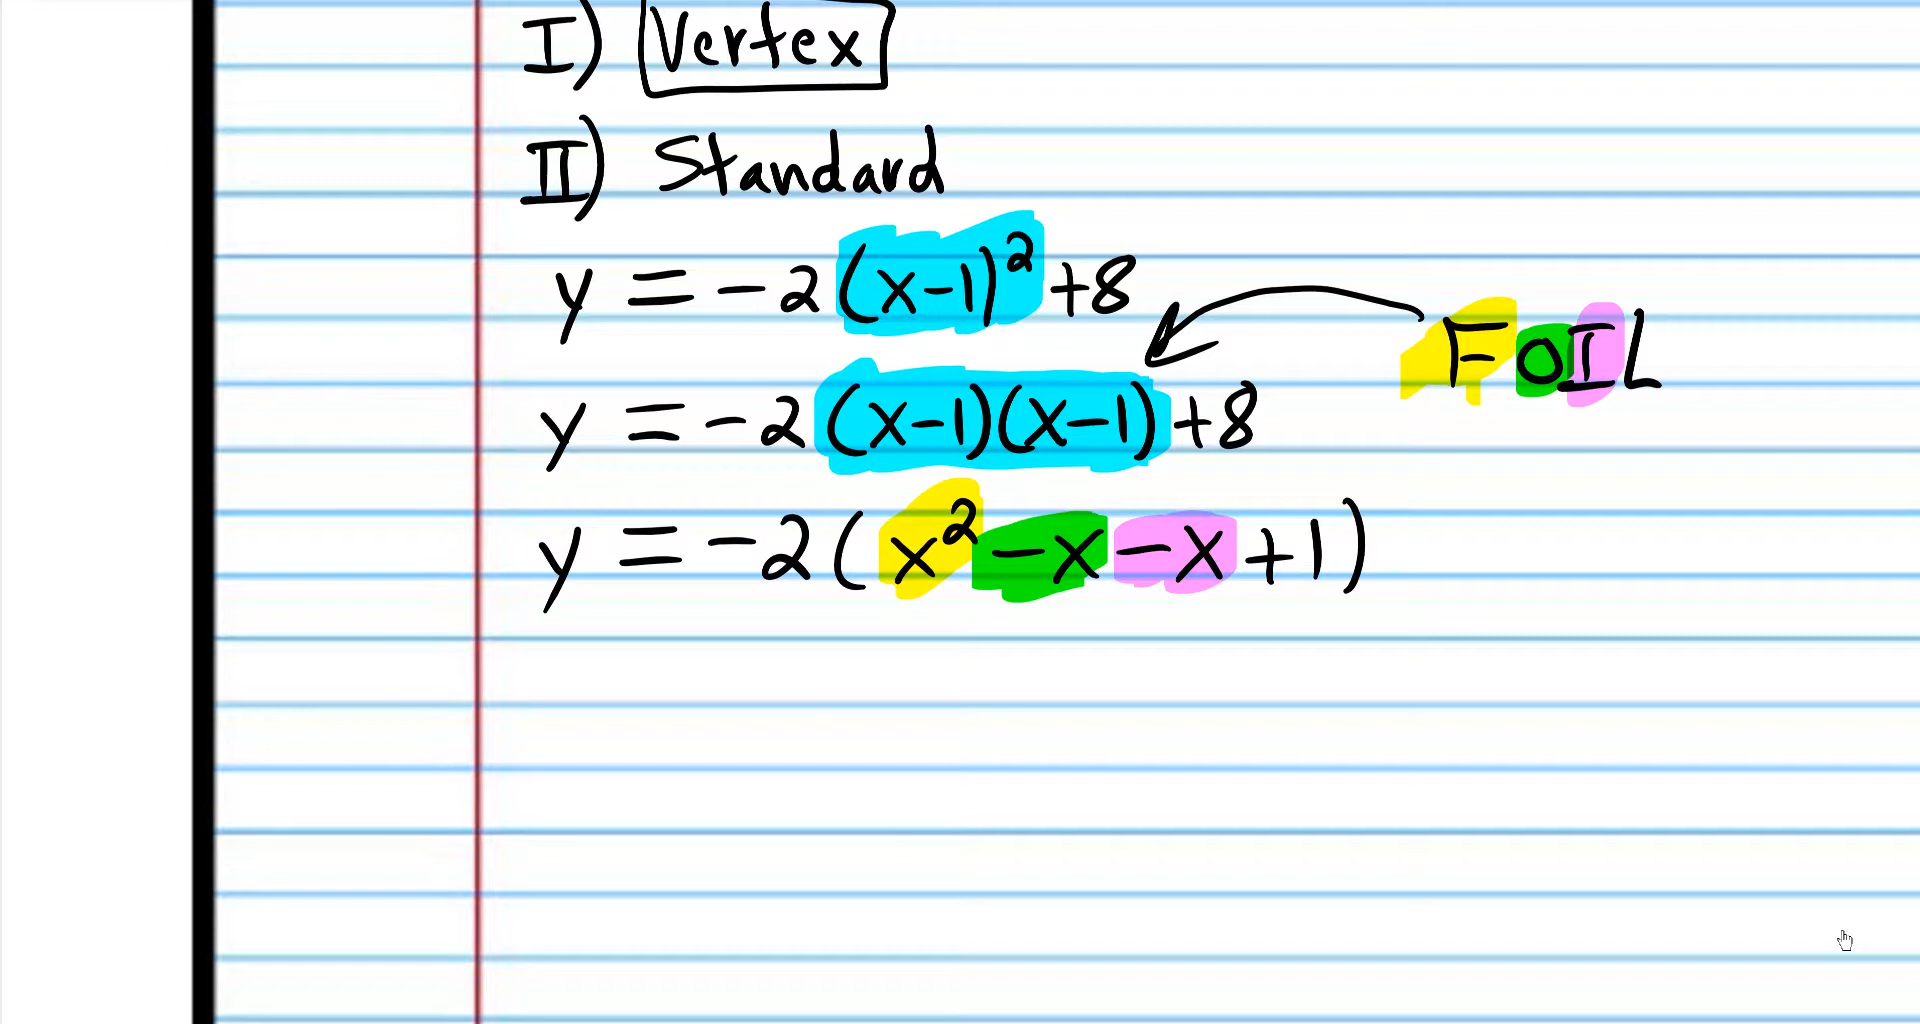 I) Vertex
II) Standard
y = -2(x-1)² +8
FOIL
y = -2(x-1)(x-1)+8
y = -2(x²-x-x+1)